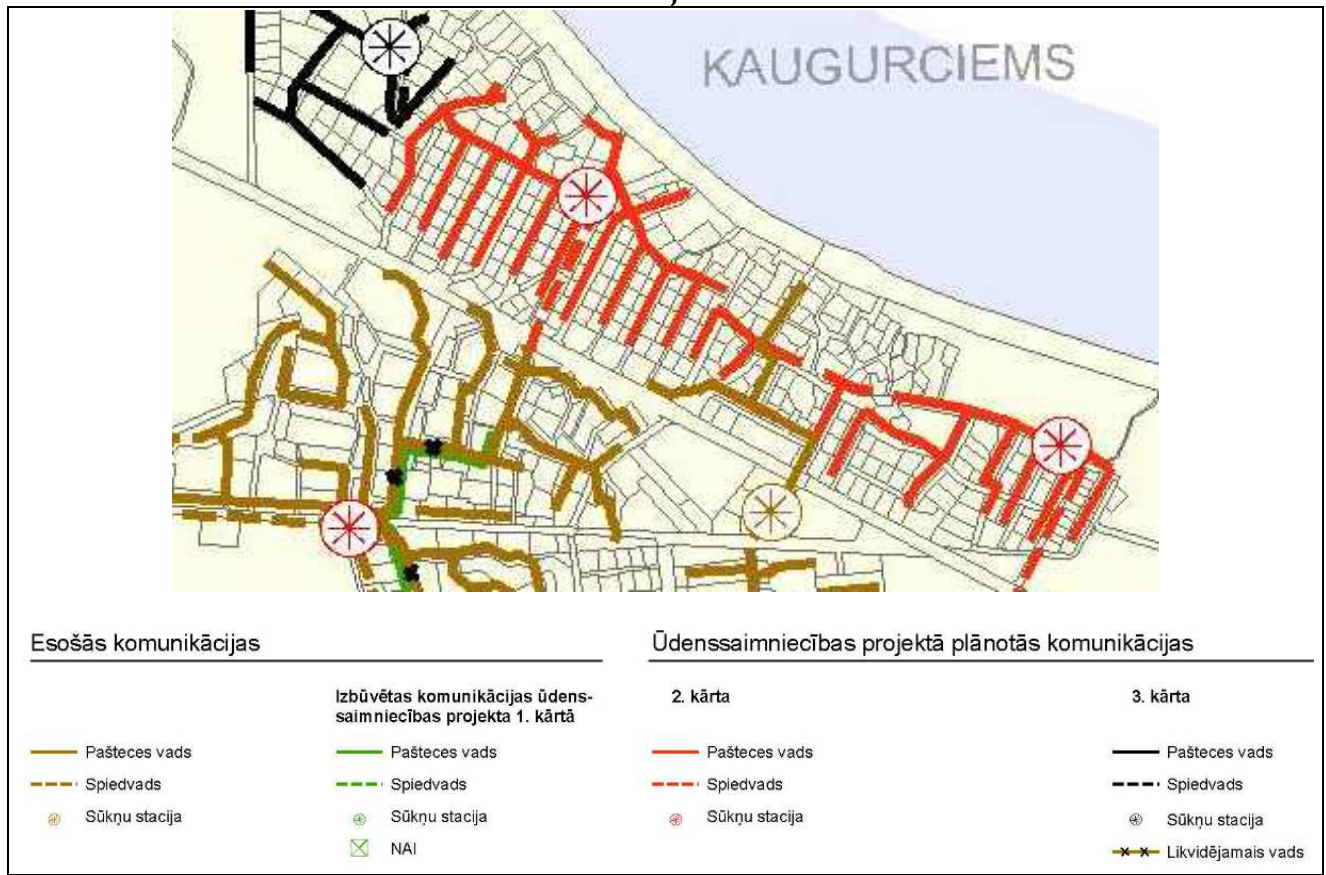 KAUGURCIEMS
Esošās komunikācijas
Izbūvētas komunikācijas ūdens-
saimniecības projekta 1. kārtā
Pašteces vads
Spiedvads
Sūkņu stacija
Pašteces vads
Spiedvads
Sūkņu stacija
NAI
Ūdenssaimniecības projektā plānotās komunikācijas
2. kārta
Pašteces vads
Spiedvads
Sūkņu stacija
3. kārta
Pašteces vads
Spiedvads
Sūkņu stacija
Likvidējamais vads